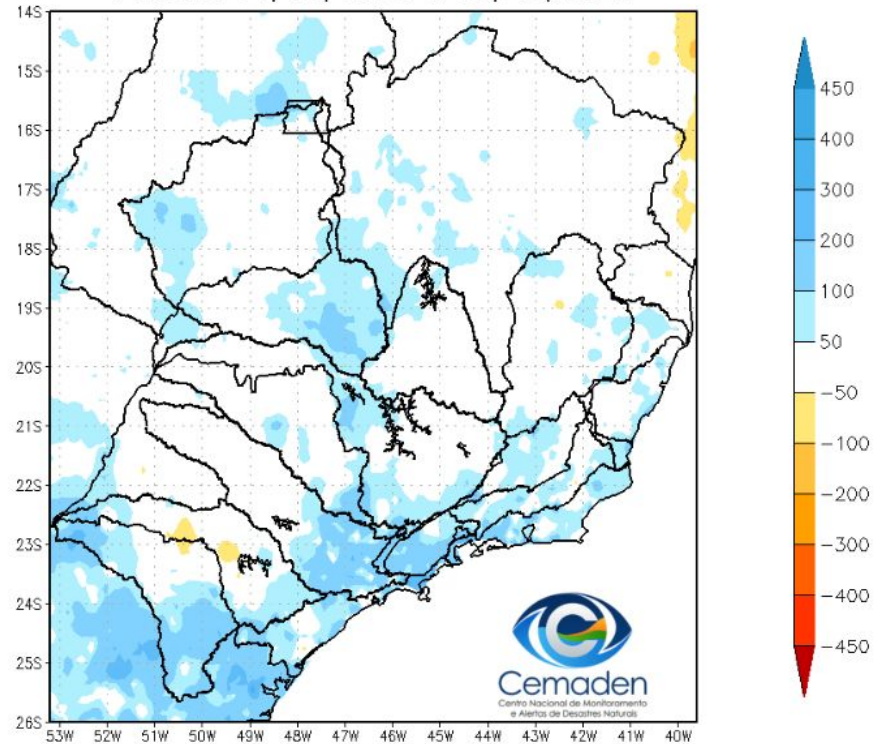 14S
15S
16S
17S
18S
19S
20S
21S
22S
23S
24S
25S
26S
53W 52W 51W 50W 49W 48W 47W 46W 45W 44W 43W 42W 41W 40W
450
400
300
200
100
50
-50
-100
-200
-300
-400
-450
Cemaden
Centro Nacional de Monitoramento
e Alertas de Desastres Naturais